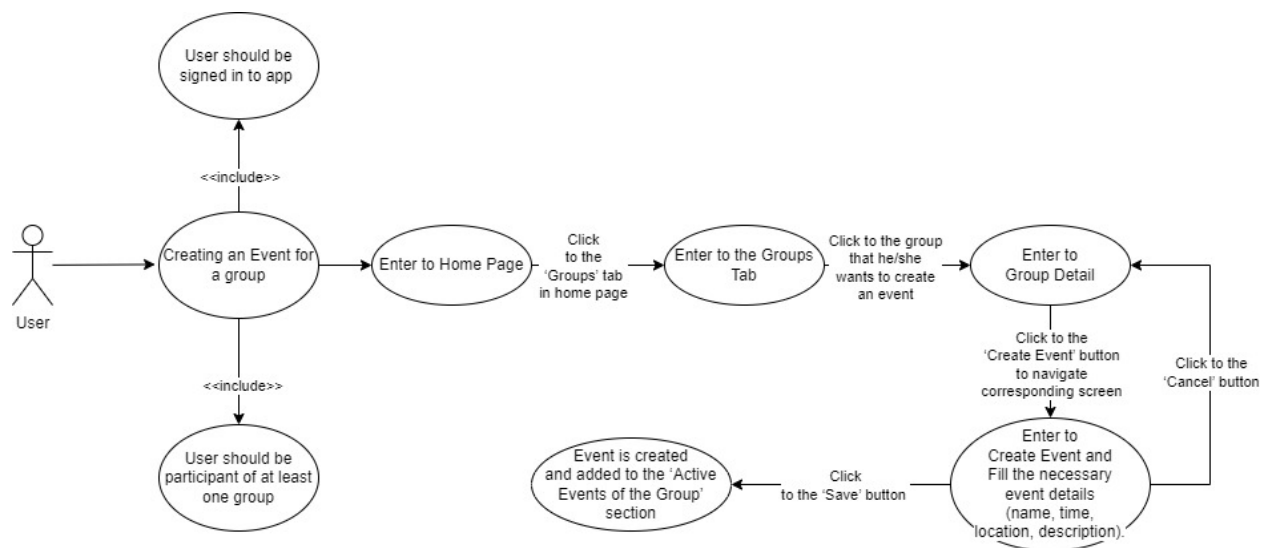 User should be
signed in to app
<<include>>
User
Creating an Event for
a group
Enter to Home Page
Click
to the
'Groups' tab
in home page
Enter to the Groups
Tab
Click to the group
that he/she
wants to create
an event
Enter to
Group Detail
Click to the
'Create Event' button
to navigate
corresponding screen
Click to the
'Cancel' button
<<include>>
User should be
participant of at least
one group
Event is created
and added to the 'Active
Events of the Group'
section
Click
to the 'Save' button
Enter to
Create Event and
Fill the necessary
event details
(name, time,
location, description).